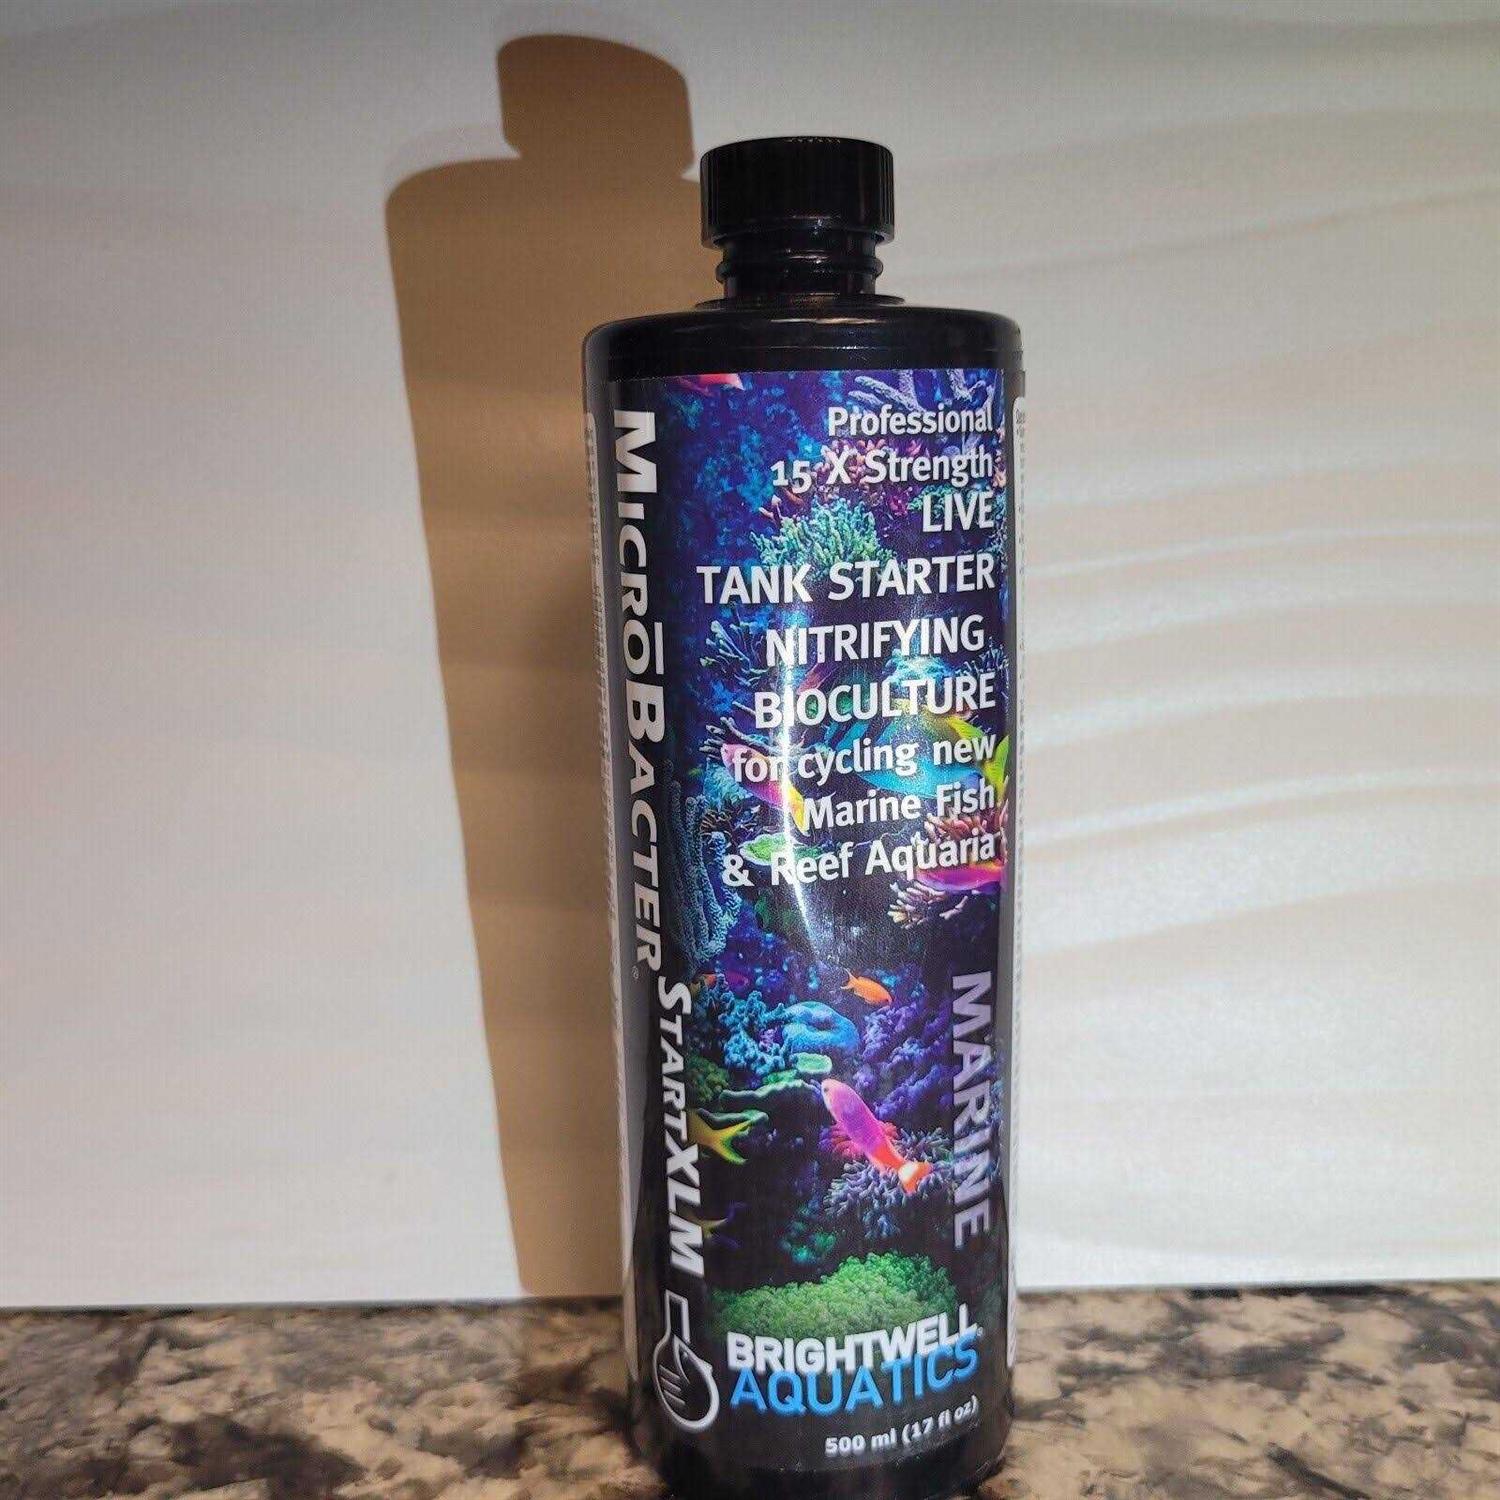 MICRŌBACTER® STARTXLM
Professional
15 X Strength
LIVE
TANK STARTER
NITRIFYING
BIOCULTURE
for cycling new
Marine Fish
& Reef Aquaria
MARINE
BRIGHTWELL®
AQUATICS
500 ml (17 fl oz)